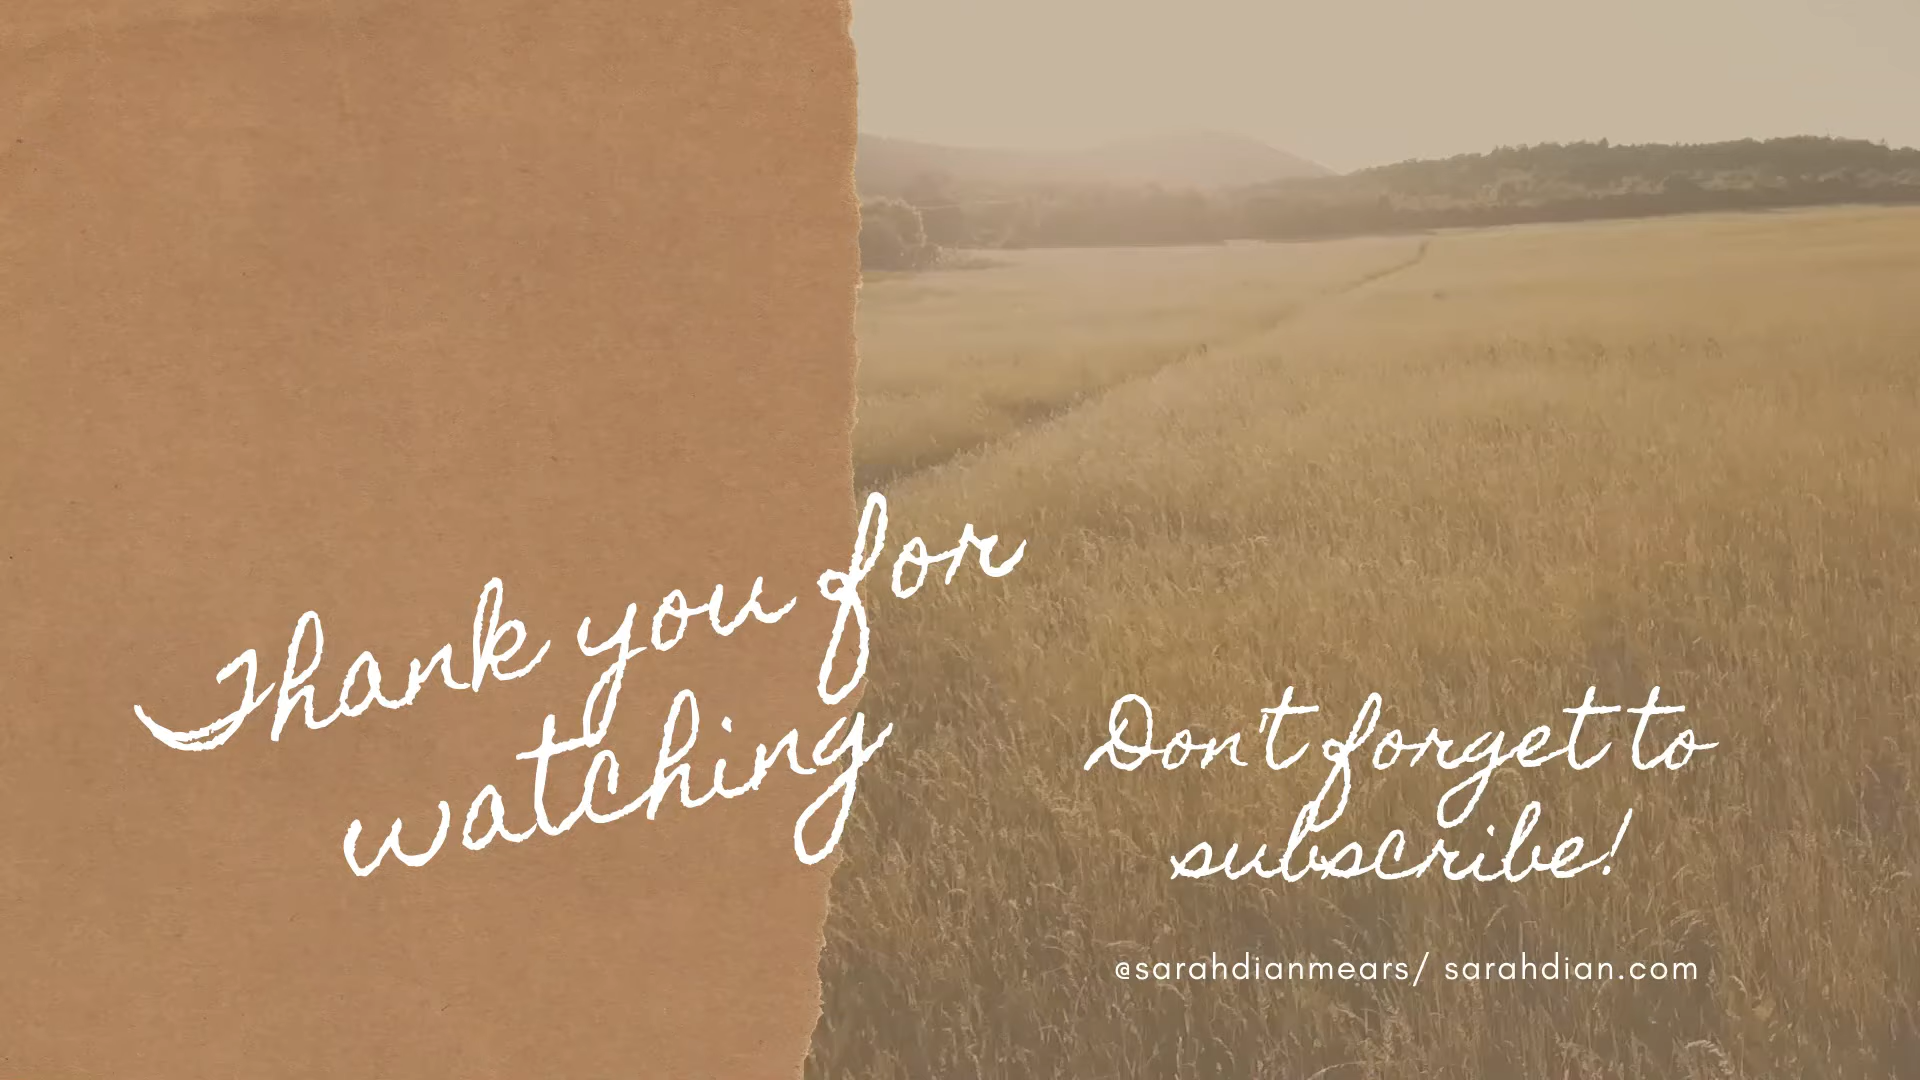 Thank you for
watching
Don't forget to
subscribe!
@sarahdianmears/ sarahdian.com